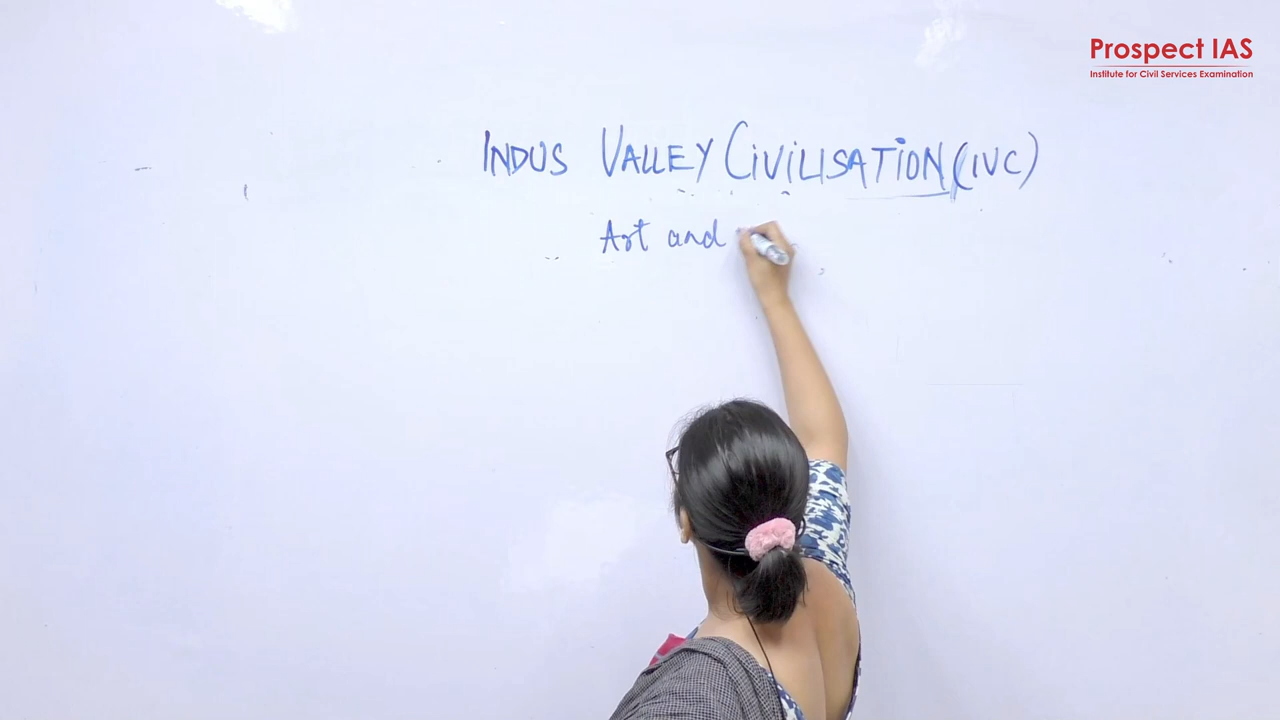 Prospect IAS
Institute for Civil Services Examination
INDUS VALLEY CIVILISATION (IVC)
Art and